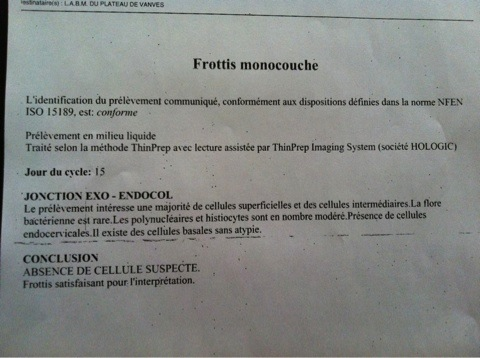 destinataire(s) : L.A.B.M. DU PLATEAU DE VANVES
Frottis monocouche
L'identification du prélèvement communiqué, conformément aux dispositions définies dans la norme NFEN
ISO 15189, est: conforme
Prélèvement en milieu liquide
Traité selon la méthode ThinPrep avec lecture assistée par ThinPrep Imaging System (société HOLOGIC)
Jour du cycle: 15
JONCTION EXO - ENDOCOL
Le prélèvement intéresse une majorité de cellules superficielles et des cellules intermédiaires.La flore
bactérienne est rare.Les polynucléaires et histiocytes sont en nombre modéré.Présence de cellules
endocervicales.Il existe des cellules basales sans atypie.
CONCLUSION
ABSENCE DE CELLULE SUSPECTE.
Frottis satisfaisant pour l'interprétation.